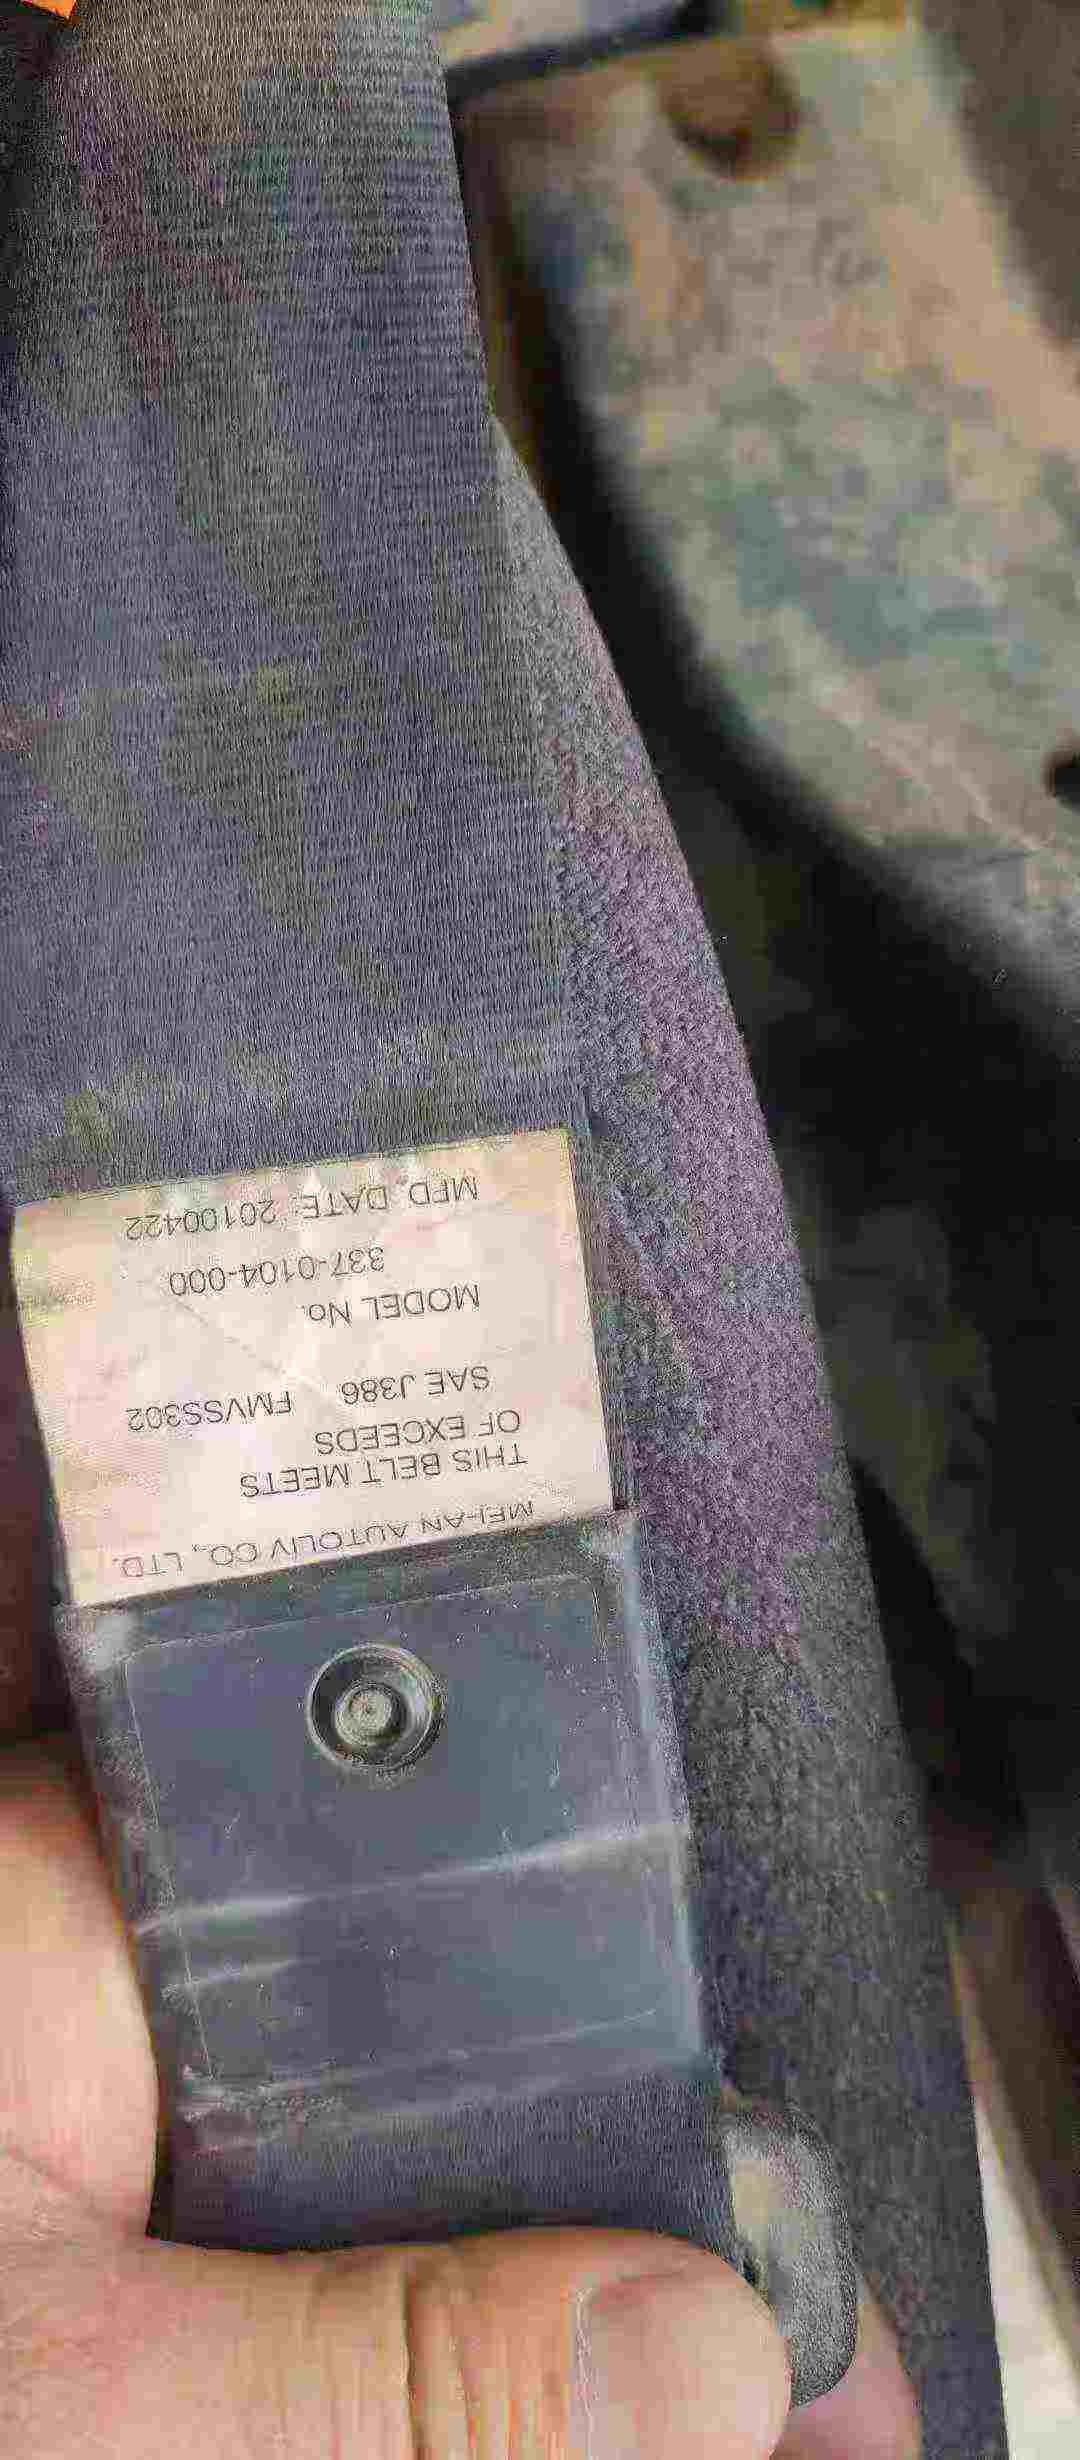 MEI-AN AUTOLIV CO., LTD.
THIS BELT MEETS
OF EXCEEDS
SAE J386 FMVSS302
MODEL No.
337-0104-000
MFD. DATE: 20100422